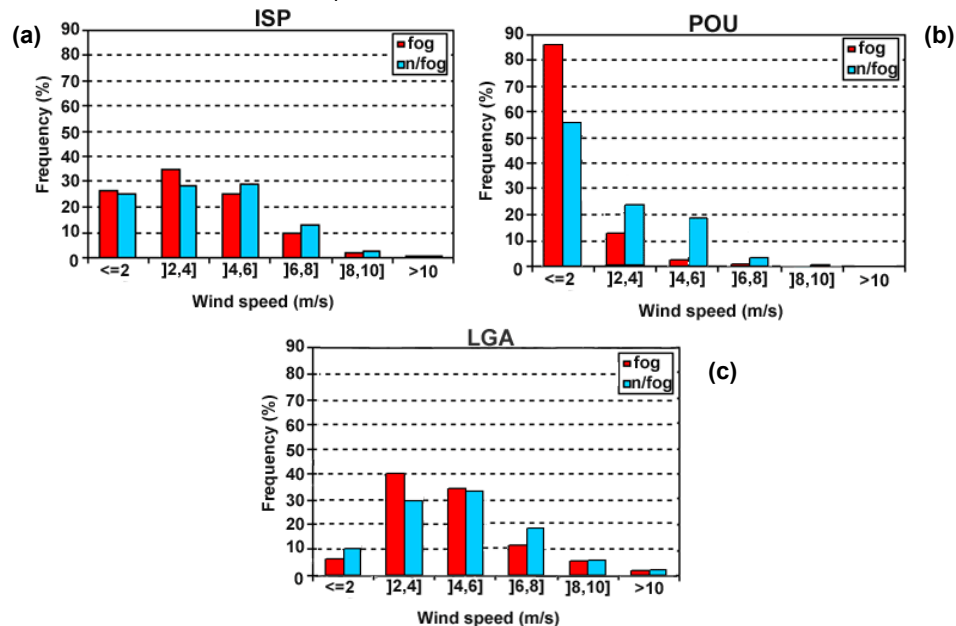 (a)
ISP
90
80
70
60
50
40
30
20
10
0
Frequency (%)
fog
n/fog
<=2 ]2,4] ]4,6] ]6,8] ]8,10] >10
Wind speed (m/s)
POU
(b)
90
80
70
60
50
40
30
20
10
0
Frequency (%)
fog
n/fog
<=2 ]2,4] ]4,6] ]6,8] ]8,10] >10
Wind speed (m/s)
LGA
(c)
90
80
70
60
50
40
30
20
10
0
Frequency (%)
fog
n/fog
<=2 ]2,4] ]4,6] ]6,8] ]8,10] >10
Wind speed (m/s)